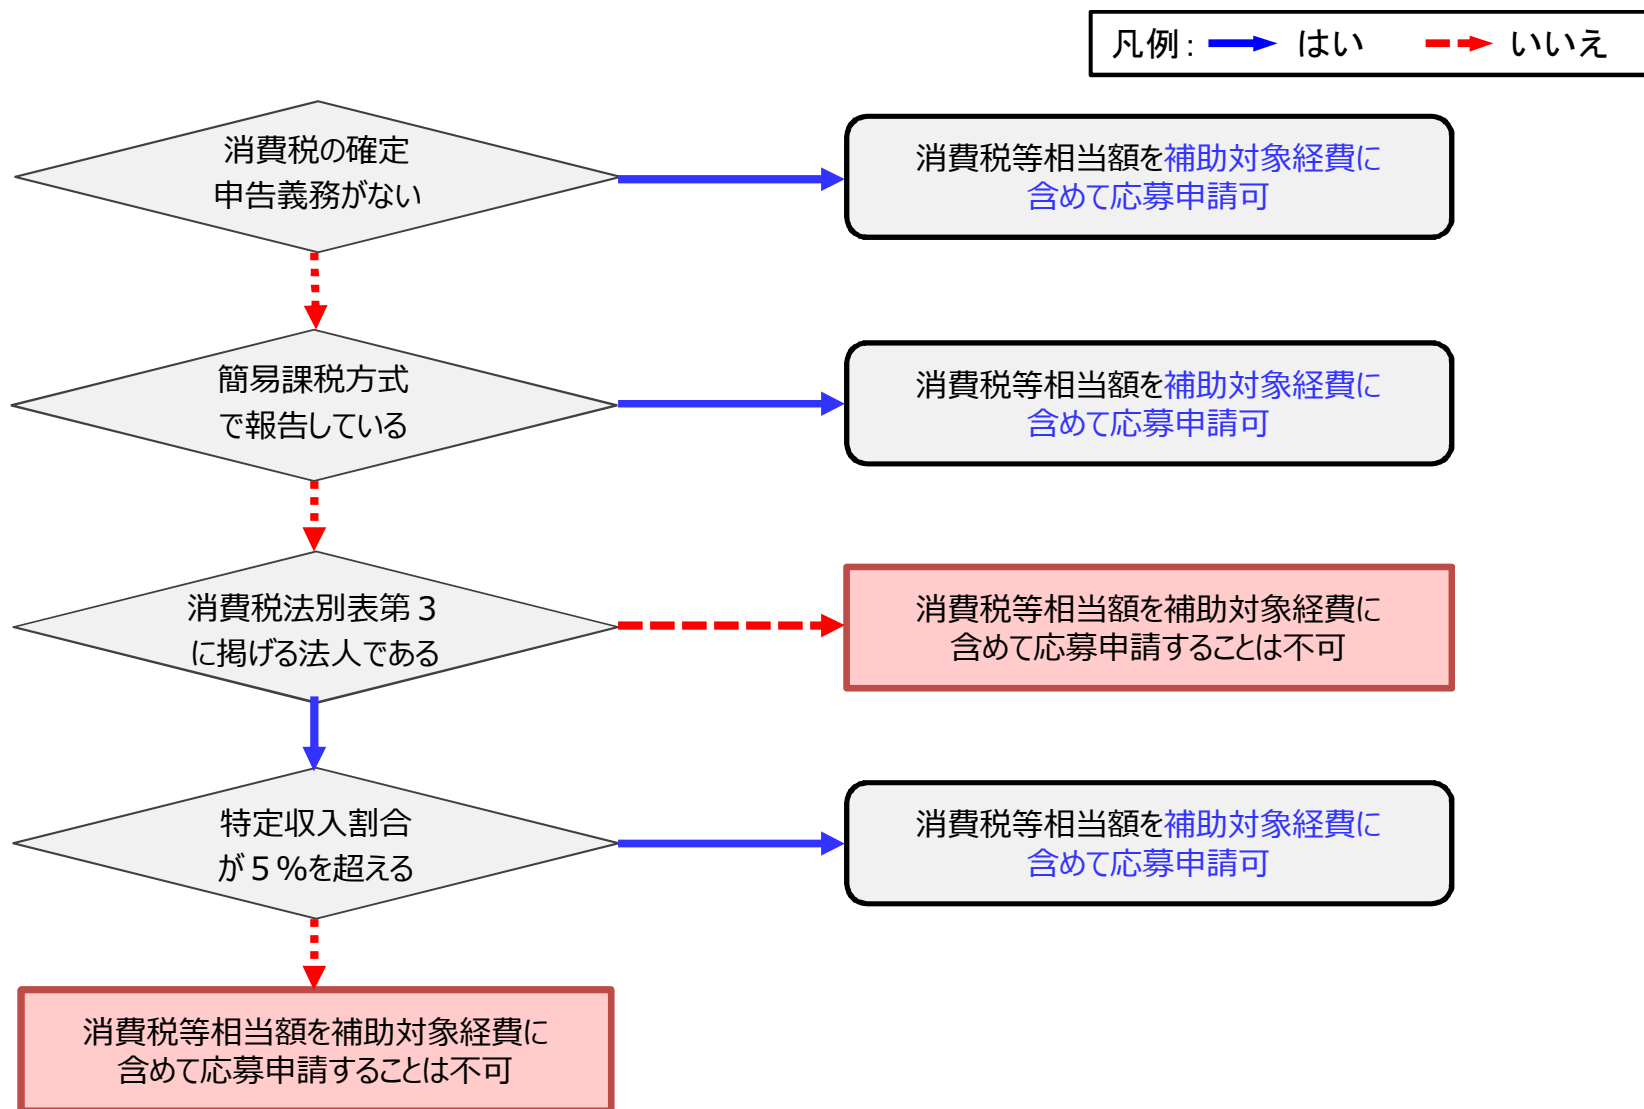 凡例: はい いいえ
消費税の確定
申告義務がない
消費税等相当額を補助対象経費に
含めて応募申請可
簡易課税方式
で報告している
消費税等相当額を補助対象経費に
含めて応募申請可
消費税法別表第３
に掲げる法人である
消費税等相当額を補助対象経費に
含めて応募申請することは不可
特定収入割合
が５％を超える
消費税等相当額を補助対象経費に
含めて応募申請可
消費税等相当額を補助対象経費に
含めて応募申請することは不可